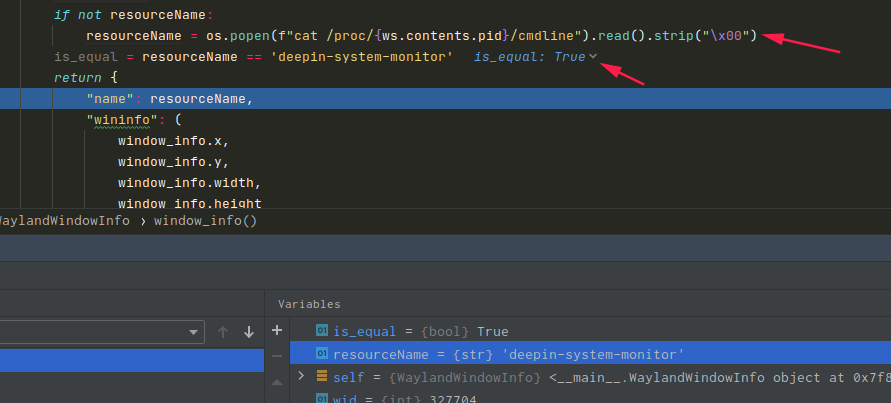 if not resourceName:
resourceName = os.popen(f"cat /proc/{ws.contents.pid}/cmdline").read().strip("\x00")
is_equal = resourceName == 'deepin-system-monitor' is_equal: True
return {
"name": resourceName,
"wininfo": (
window_info.x,
window_info.y,
window_info.width,
window_info.height
WaylandWindowInfo › window_info()
Variables
is_equal = {bool} True
resourceName = {str} 'deepin-system-monitor'
self = {WaylandWindowInfo} <__main__.WaylandWindowInfo object at 0x7f8
wid = {int} 327704